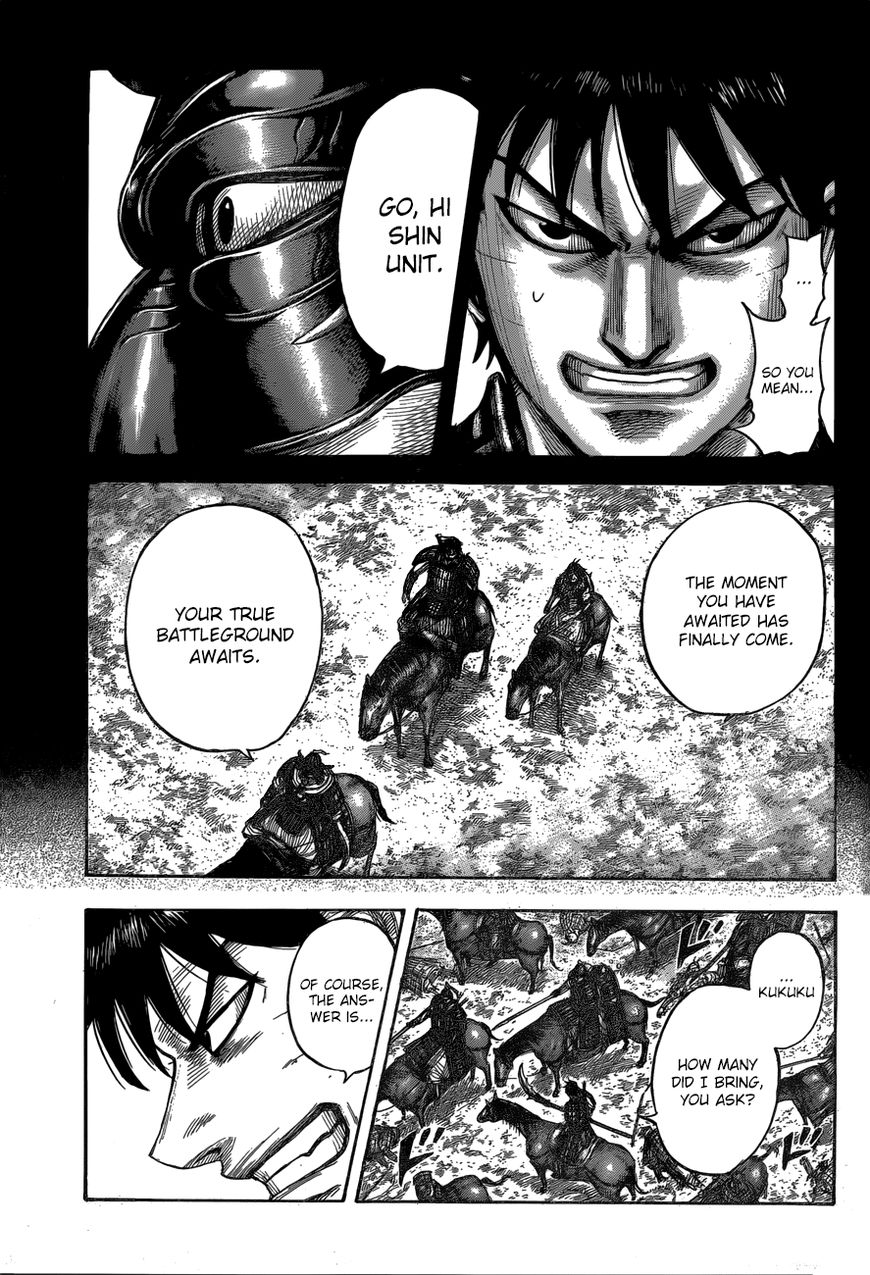 ...
SO YOU
MEAN...
GO, HI
SHIN
UNIT.
THE MOMENT
YOU HAVE
AWAITED HAS
FINALLY COME.
YOUR TRUE
BATTLEGROUND
AWAITS.
...
KUKUKU
HOW MANY
DID I BRING,
YOU ASK?
OF COURSE,
THE ANS-
WER IS...